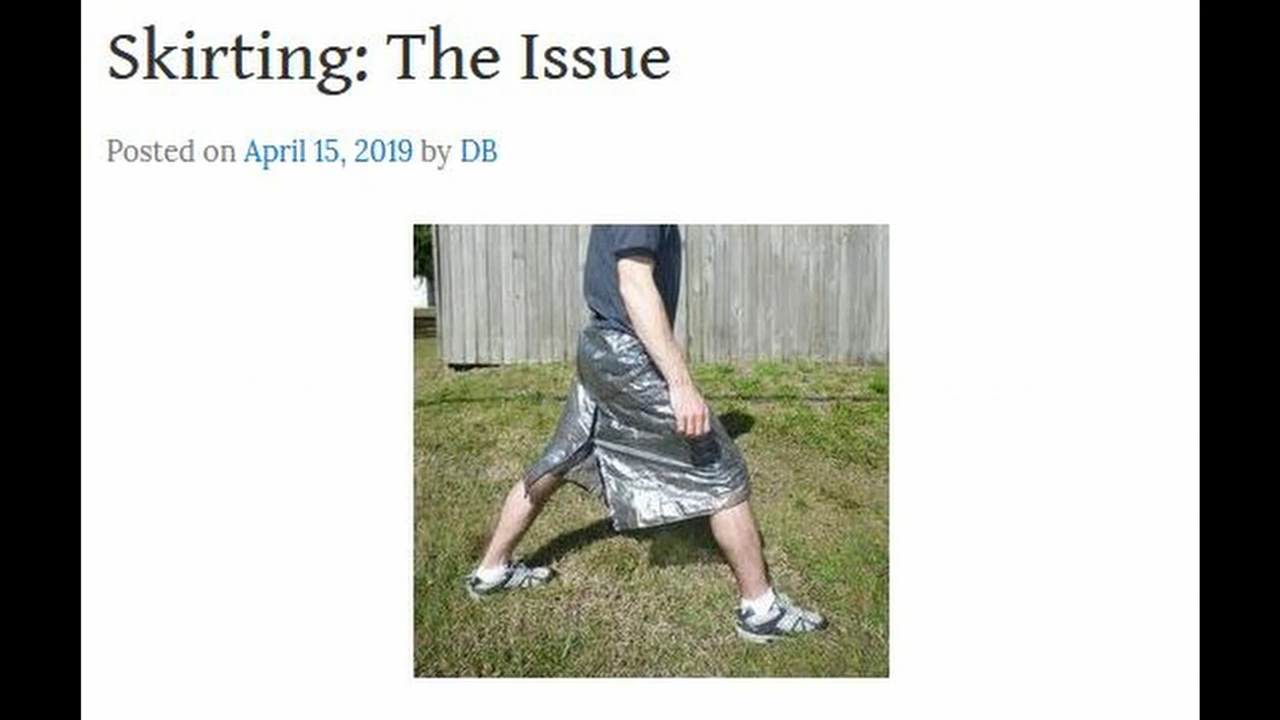 Skirting: The Issue
Posted on April 15, 2019 by DB